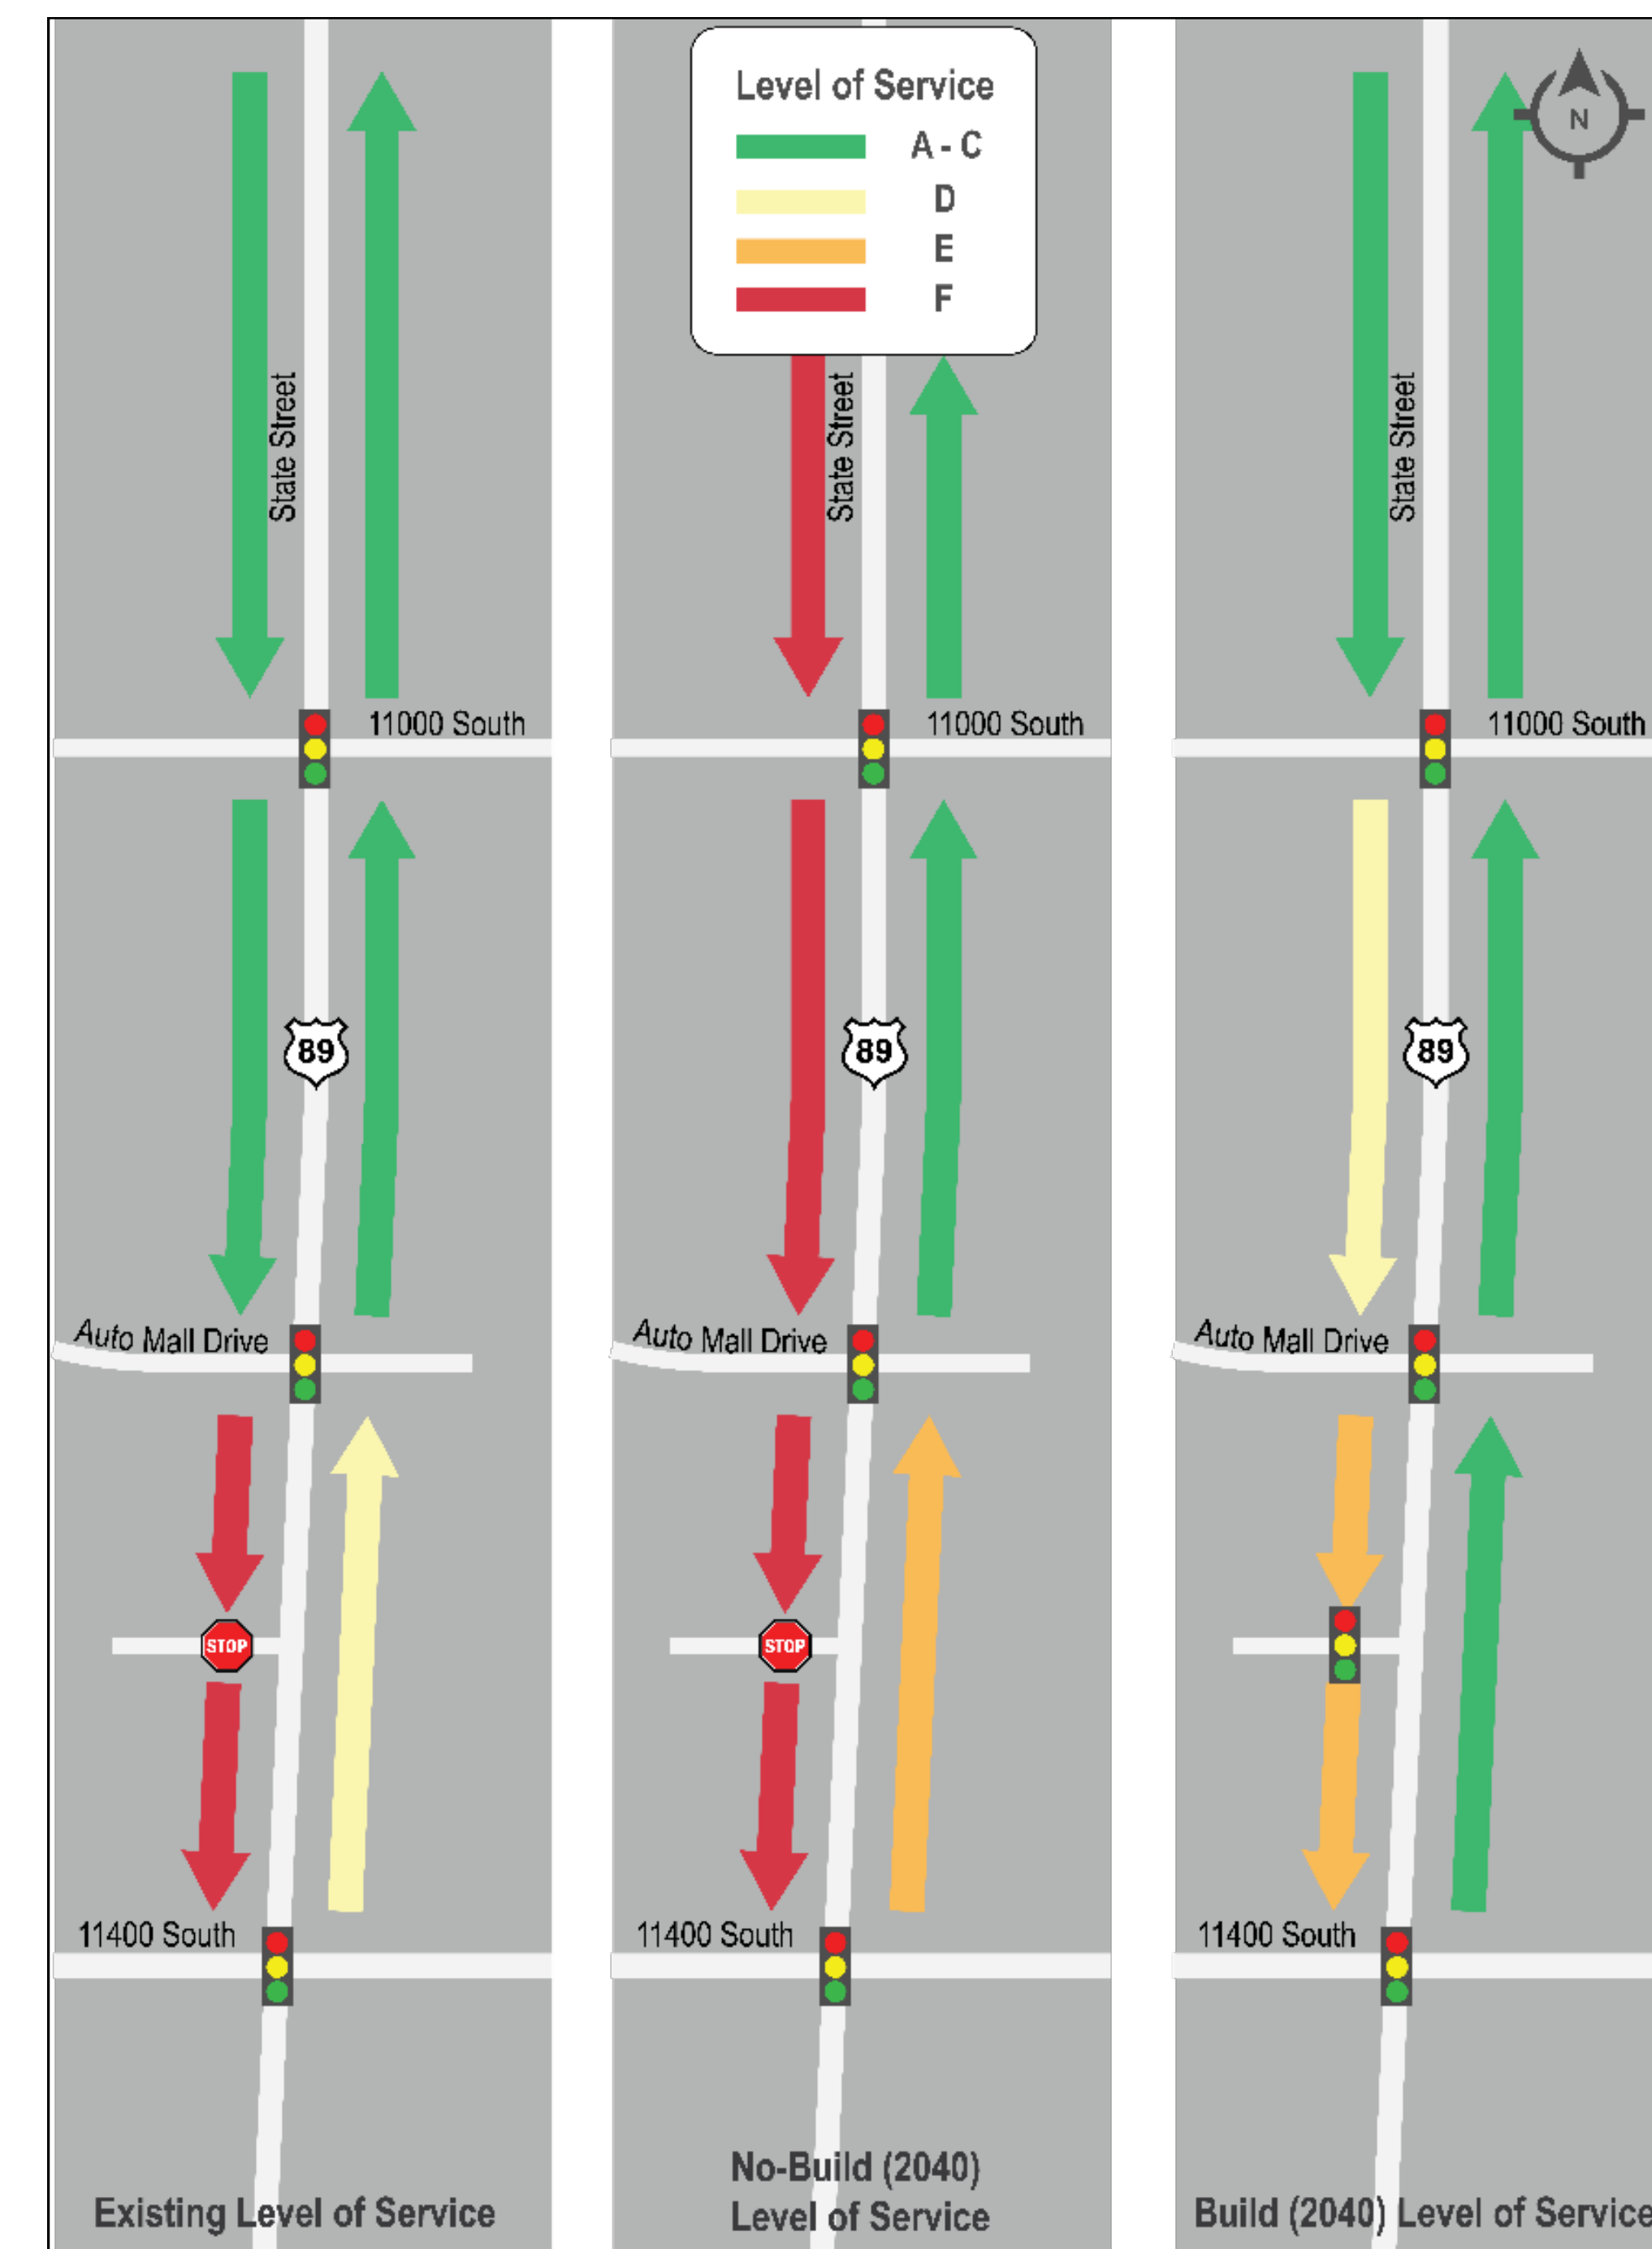 Level of Service
A - C
D
E
F
N
State Street
State Street
State Street
11000 South
11000 South
11000 South
89
89
89
Auto Mall Drive
Auto Mall Drive
Auto Mall Drive
STOP
STOP
11400 South
11400 South
11400 South
Existing Level of Service
No-Build (2040)
Level of Service
Build (2040) Level of Service